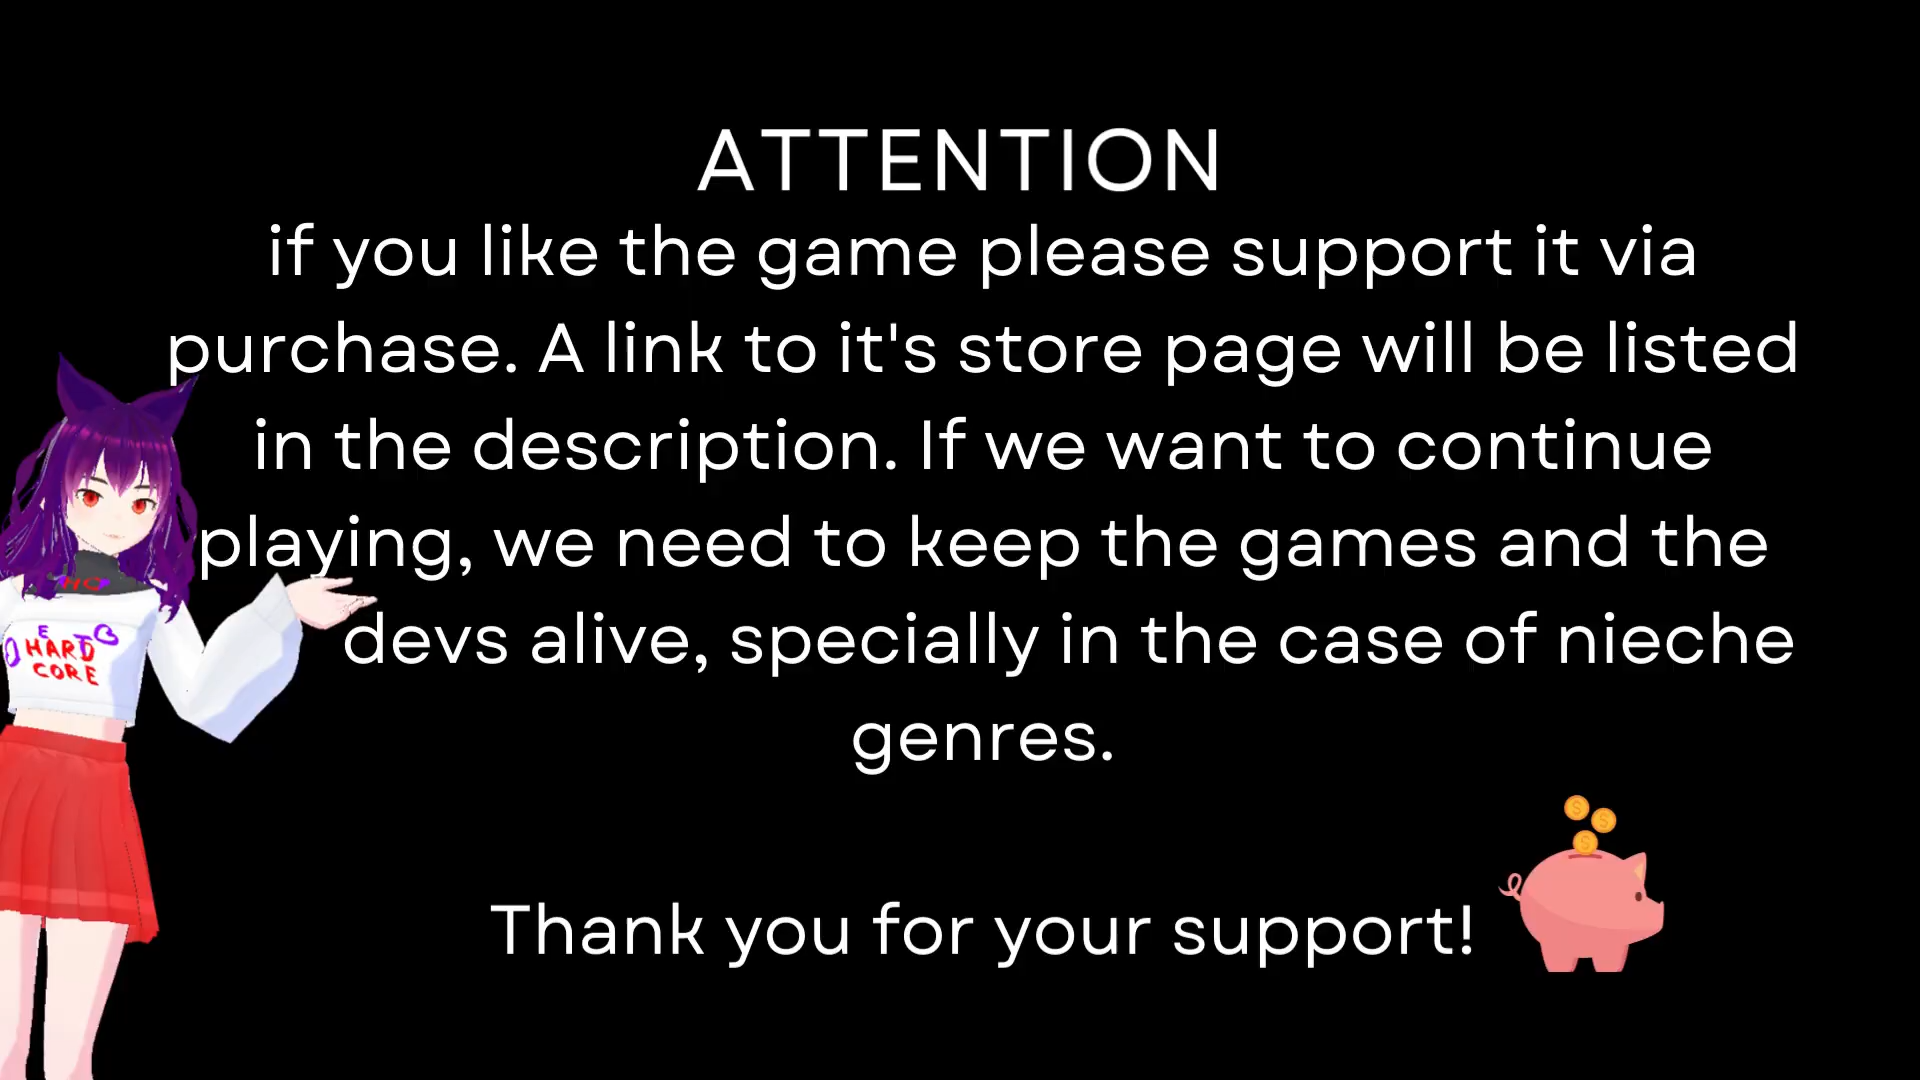 ATTENTION
if you like the game please support it via
purchase. A link to it's store page will be listed
in the description. If we want to continue
playing, we need to keep the games and the
devs alive, specially in the case of nieche
genres.
Thank you for your support!
HC
HARD
CORE